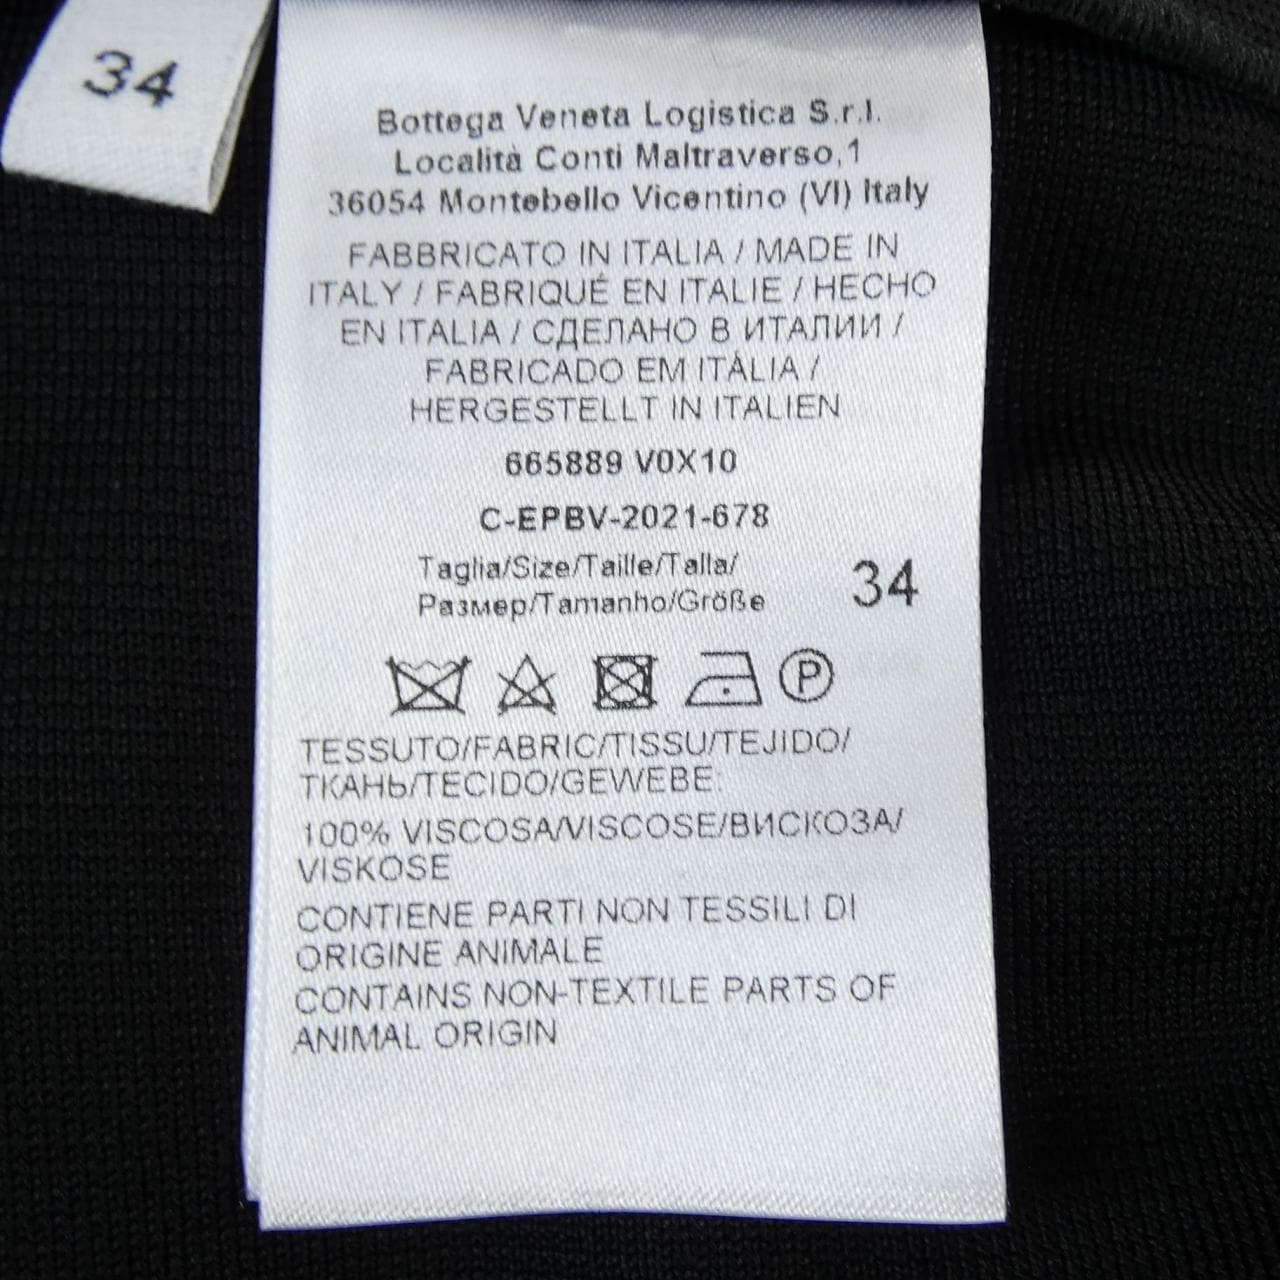 34
Bottega Veneta Logistica S.r.l.
Località Conti Maltraverso,1
36054 Montebello Vicentino (VI) Italy
FABBRICATO IN ITALIA / MADE IN
ITALY / FABRIQUÉ EN ITALIE / HECHO
EN ITALIA / СДЕЛАНО В ИТАЛИИ /
FABRICADO EM ITÁLIA /
HERGESTELLT IN ITALIEN
665889 V0X10
C-EPBV-2021-678
Taglia/Size/Taille/Talla/
Размер/Tamanho/Größe
34
P
TESSUTO/FABRIC/TISSU/TEJIDO/
ТКАНЬ/TECIDO/GEWEBE:
100% VISCOSA/VISCOSE/ВИСКОЗА/
VISKOSE
CONTIENE PARTI NON TESSILI DI
ORIGINE ANIMALE
CONTAINS NON-TEXTILE PARTS OF
ANIMAL ORIGIN